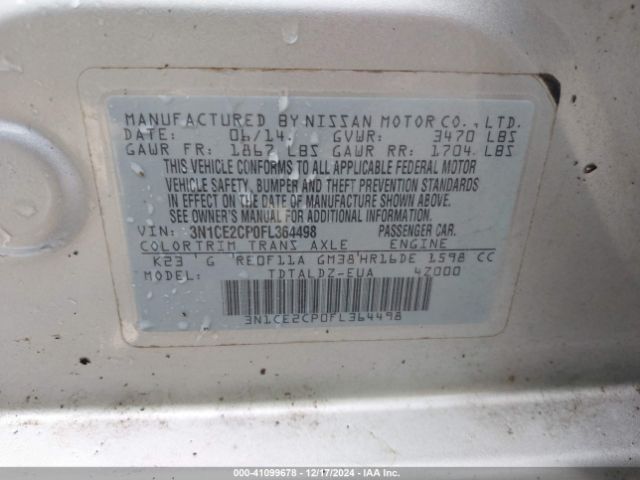 MANUFACTURED BY NISSAN MOTOR CO., LTD.
DATE: 06/14. GVWR: 3470 LBS
GAWR FR: 1867 LBS GAWR RR: 1704 LBS
THIS VEHICLE CONFORMS TO ALL APPLICABLE FEDERAL MOTOR
VEHICLE SAFETY, BUMPER AND THEFT PREVENTION STANDARDS
IN EFFECT ON THE DATE OF MANUFACTURE SHOWN ABOVE.
SEE OWNER'S MANUAL FOR ADDITIONAL INFORMATION.
VIN: 3N1CE2CP0FL364498 PASSENGER CAR.
COLOR TRIM TRANS AXLE ENGINE
K23 G RE0F11A GM38 HR16DE 1598 CC
MODEL: TDTALDZ-EUA 4Z000
3N1CE2CP0FL364498
000-41099678 - 12/17/2024 - IAA Inc.